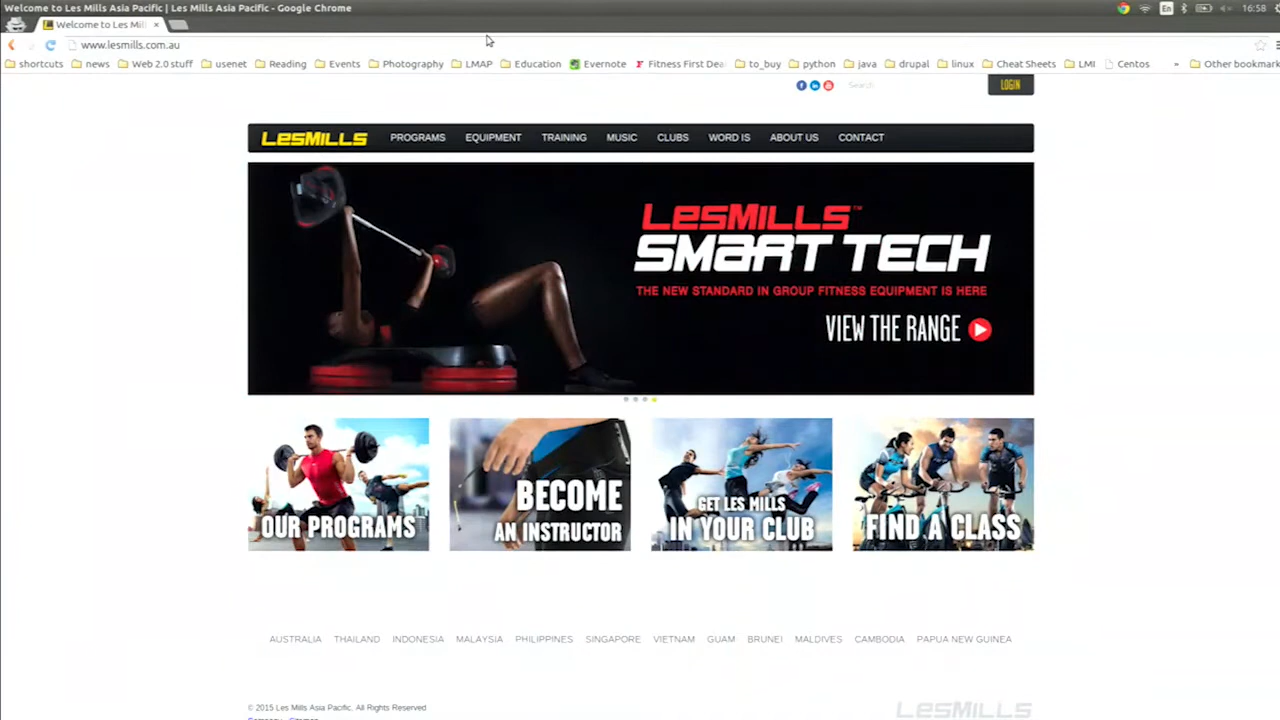 Welcome to Les Mills Asia Pacific | Les Mills Asia Pacific - Google Chrome
En
16:58
Welcome to Les Mill
www.lesmills.com.au
shortcuts news Web 2.0 stuff usenet Reading Events Photography LMAP Education Evernote Fitness First Dea to_buy python java drupal linux Cheat Sheets LMI Centos » Other bookmark
Search
LOGIN
LESMILLS PROGRAMS EQUIPMENT TRAINING MUSIC CLUBS WORD IS ABOUT US CONTACT
LESMILLS™
SMART TECH
THE NEW STANDARD IN GROUP FITNESS EQUIPMENT IS HERE
VIEW THE RANGE
OUR PROGRAMS
BECOME
AN INSTRUCTOR
GET LES MILLS
IN YOUR CLUB
FIND A CLASS
AUSTRALIA THAILAND INDONESIA MALAYSIA PHILIPPINES SINGAPORE VIETNAM GUAM BRUNEI MALDIVES CAMBODIA PAPUA NEW GUINEA
© 2015 Les Mills Asia Pacific. All Rights Reserved
LESMILLS